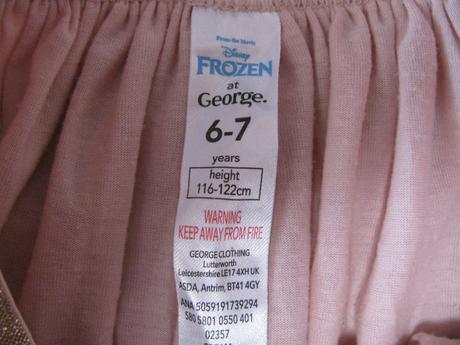 From the Movie
Disney
FROZEN
at
George.
6-7
years
height
116-122cm
WARNING
KEEP AWAY FROM FIRE
GEORGE CLOTHING
Lutterworth
Leicestershire LE17 4XH UK
ASDA, Antrim, BT41 4GY
ANA 5059191739294
580 5801 0550 401
02357